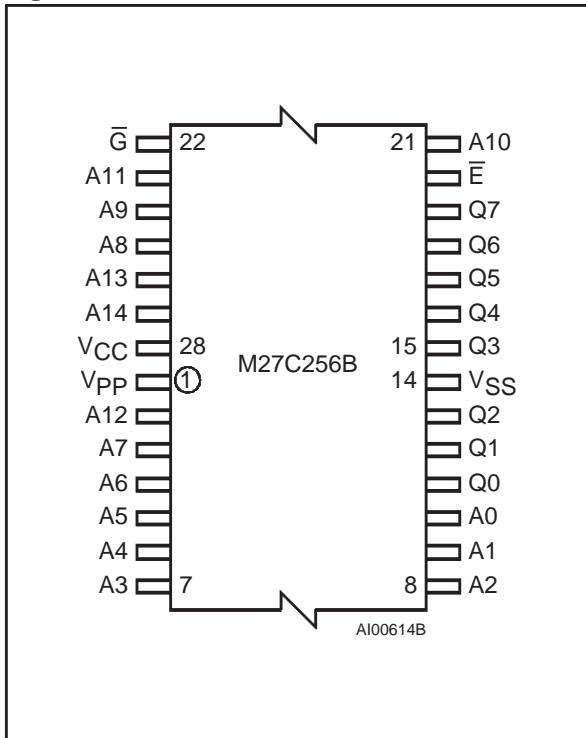 G̅ 22 21 A10
A11 E̅
A9 Q7
A8 Q6
A13 Q5
A14 Q4
VCC 28 15 Q3
M27C256B
VPP 1 14 VSS
A12 Q2
A7 Q1
A6 Q0
A5 A0
A4 A1
A3 7 8 A2
AI00614B